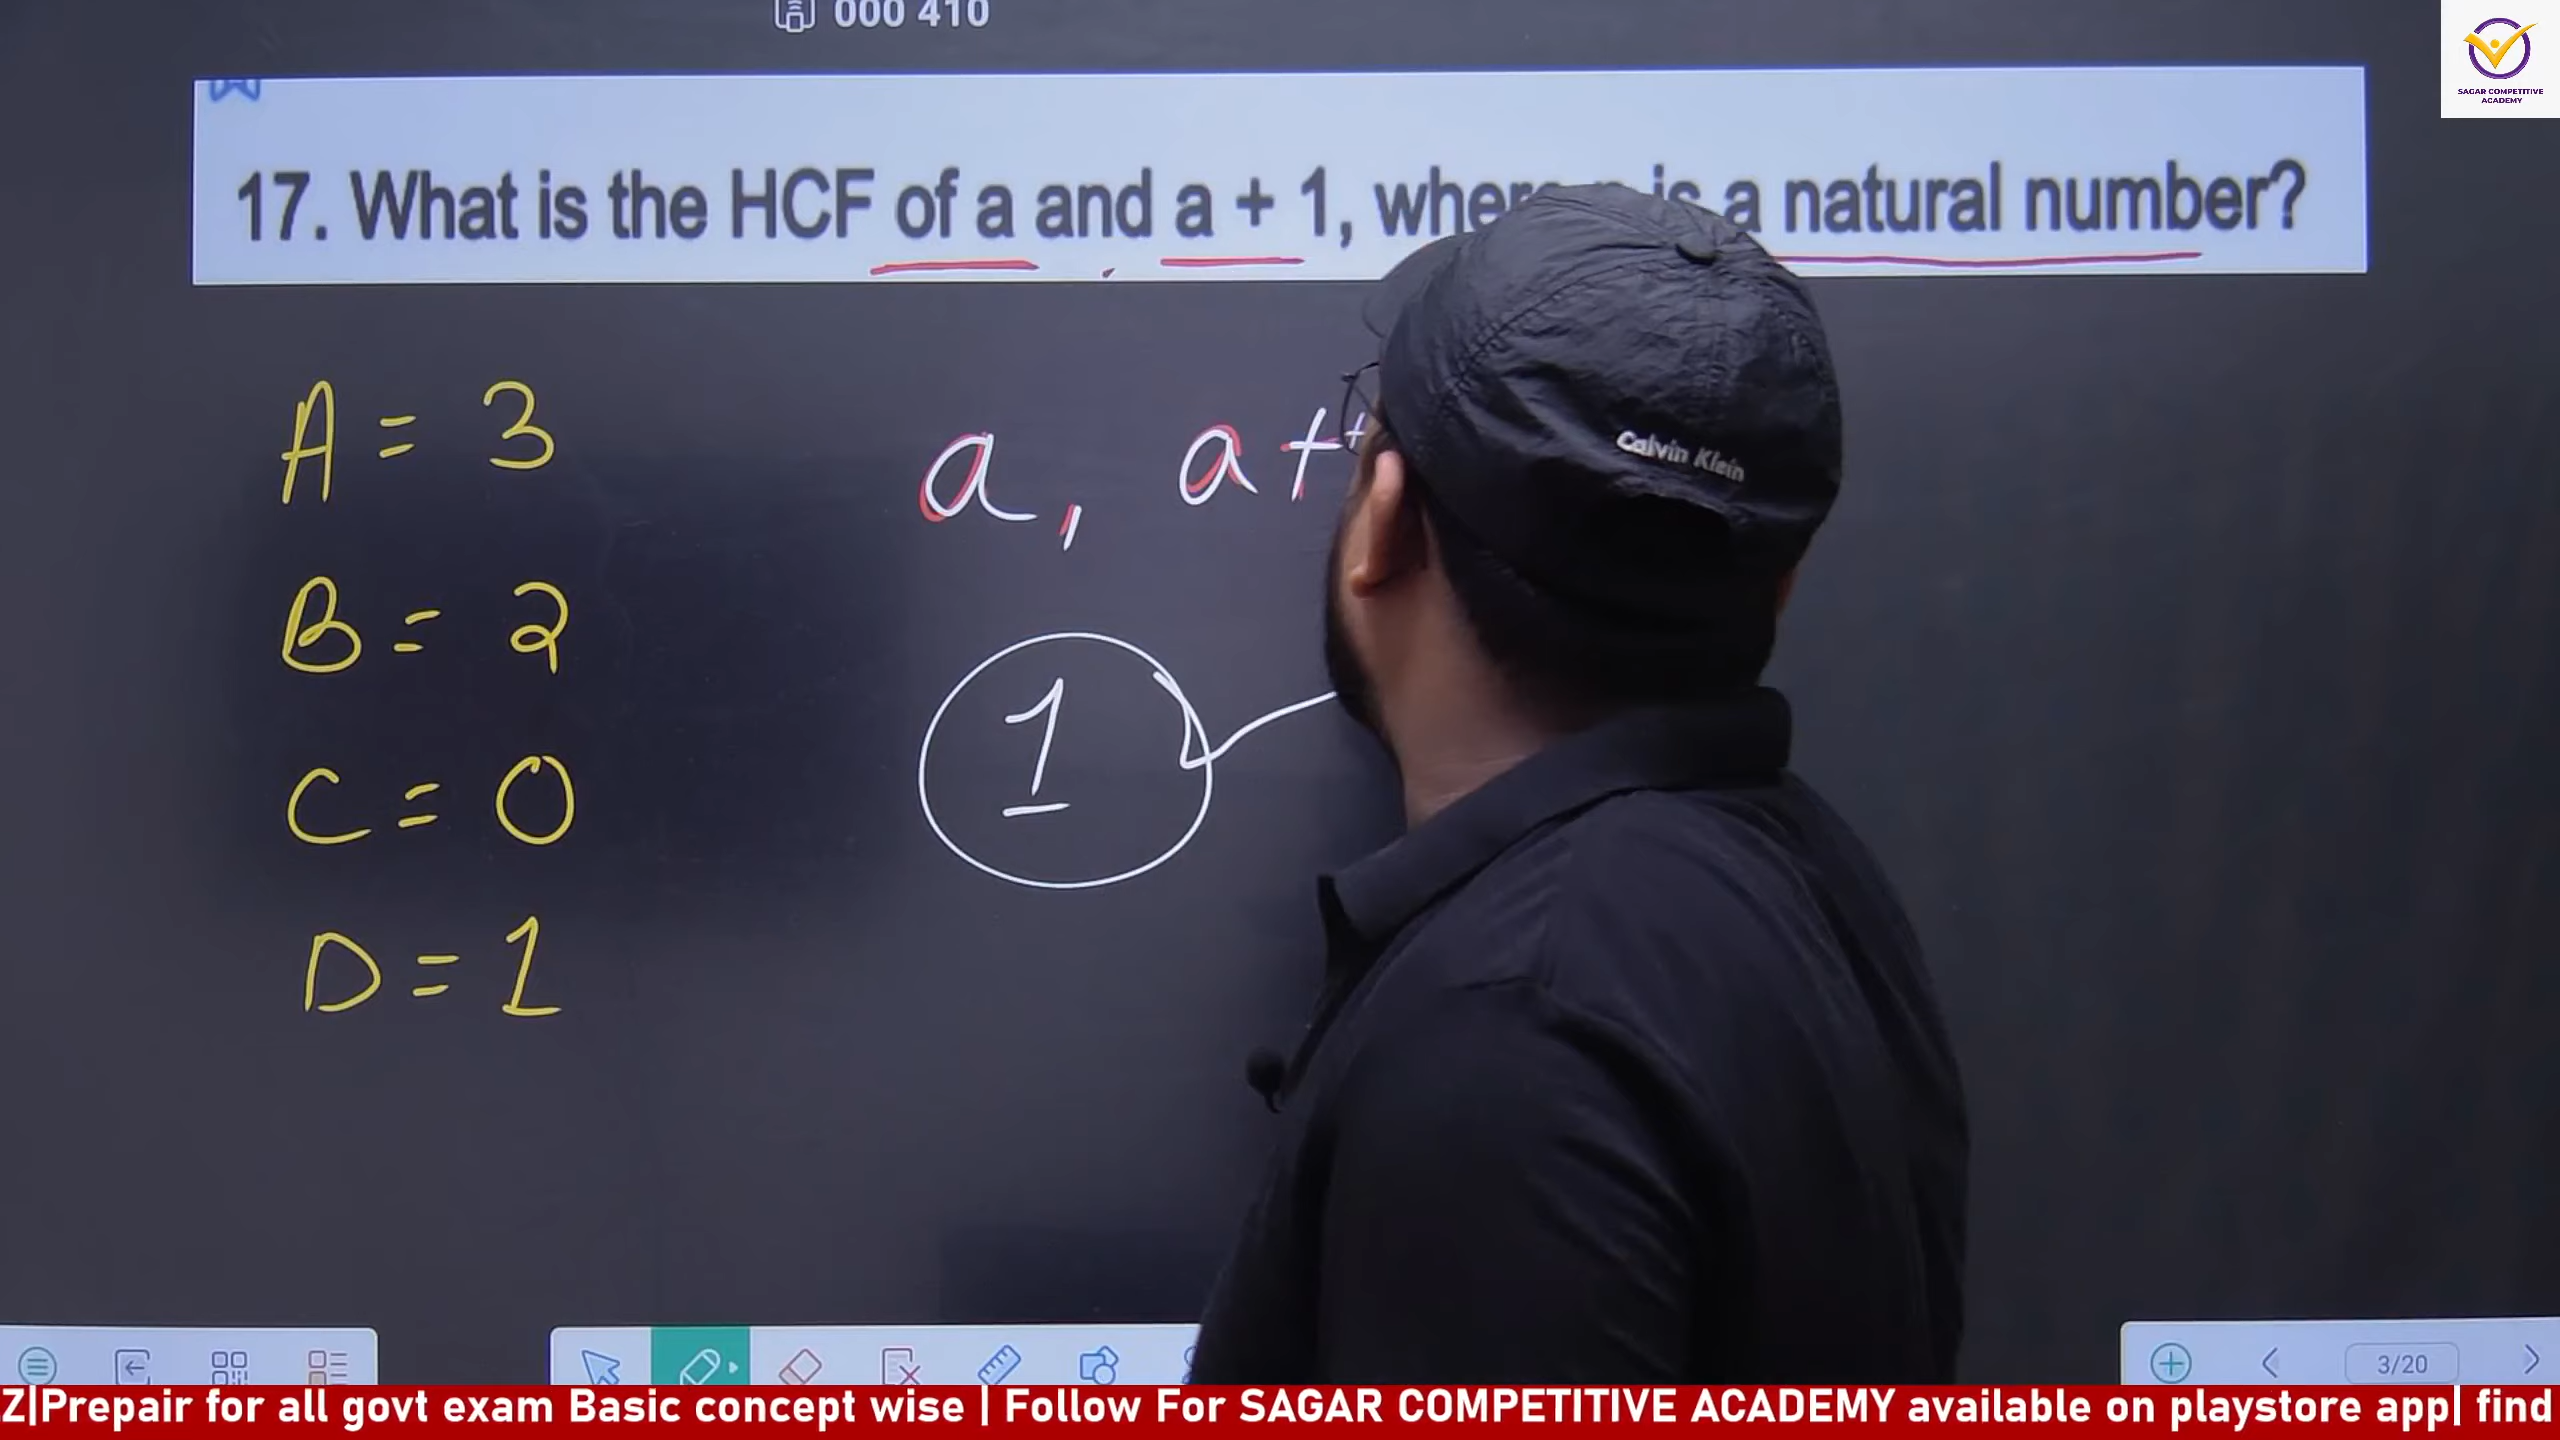 000 410
SAGAR COMPETITIVE
ACADEMY
17. What is the HCF of a and a + 1, where is a natural number?
A = 3
a, a +
Calvin Klein
B = 2
1
C = 0
D = 1
3/20
Z|Prepair for all govt exam Basic concept wise | Follow For SAGAR COMPETITIVE ACADEMY available on playstore app| find